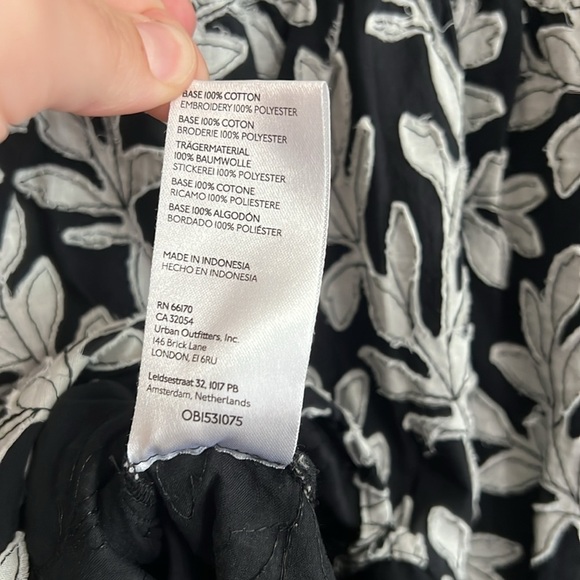 BASE 100% COTTON
EMBROIDERY 100% POLYESTER
BASE 100% COTON
BRODERIE 100% POLYESTER
TRÄGERMATERIAL
100% BAUMWOLLE
STICKEREI 100% POLYESTER
BASE 100% COTONE
RICAMO 100% POLIESTERE
BASE 100% ALGODÓN
BORDADO 100% POLIÉSTER
MADE IN INDONESIA
HECHO EN INDONESIA
RN 66170
CA 32054
Urban Outfitters, Inc.
146 Brick Lane
LONDON, E1 6RU
Leidsestraat 32, 1017 PB
Amsterdam, Netherlands
OB1531075